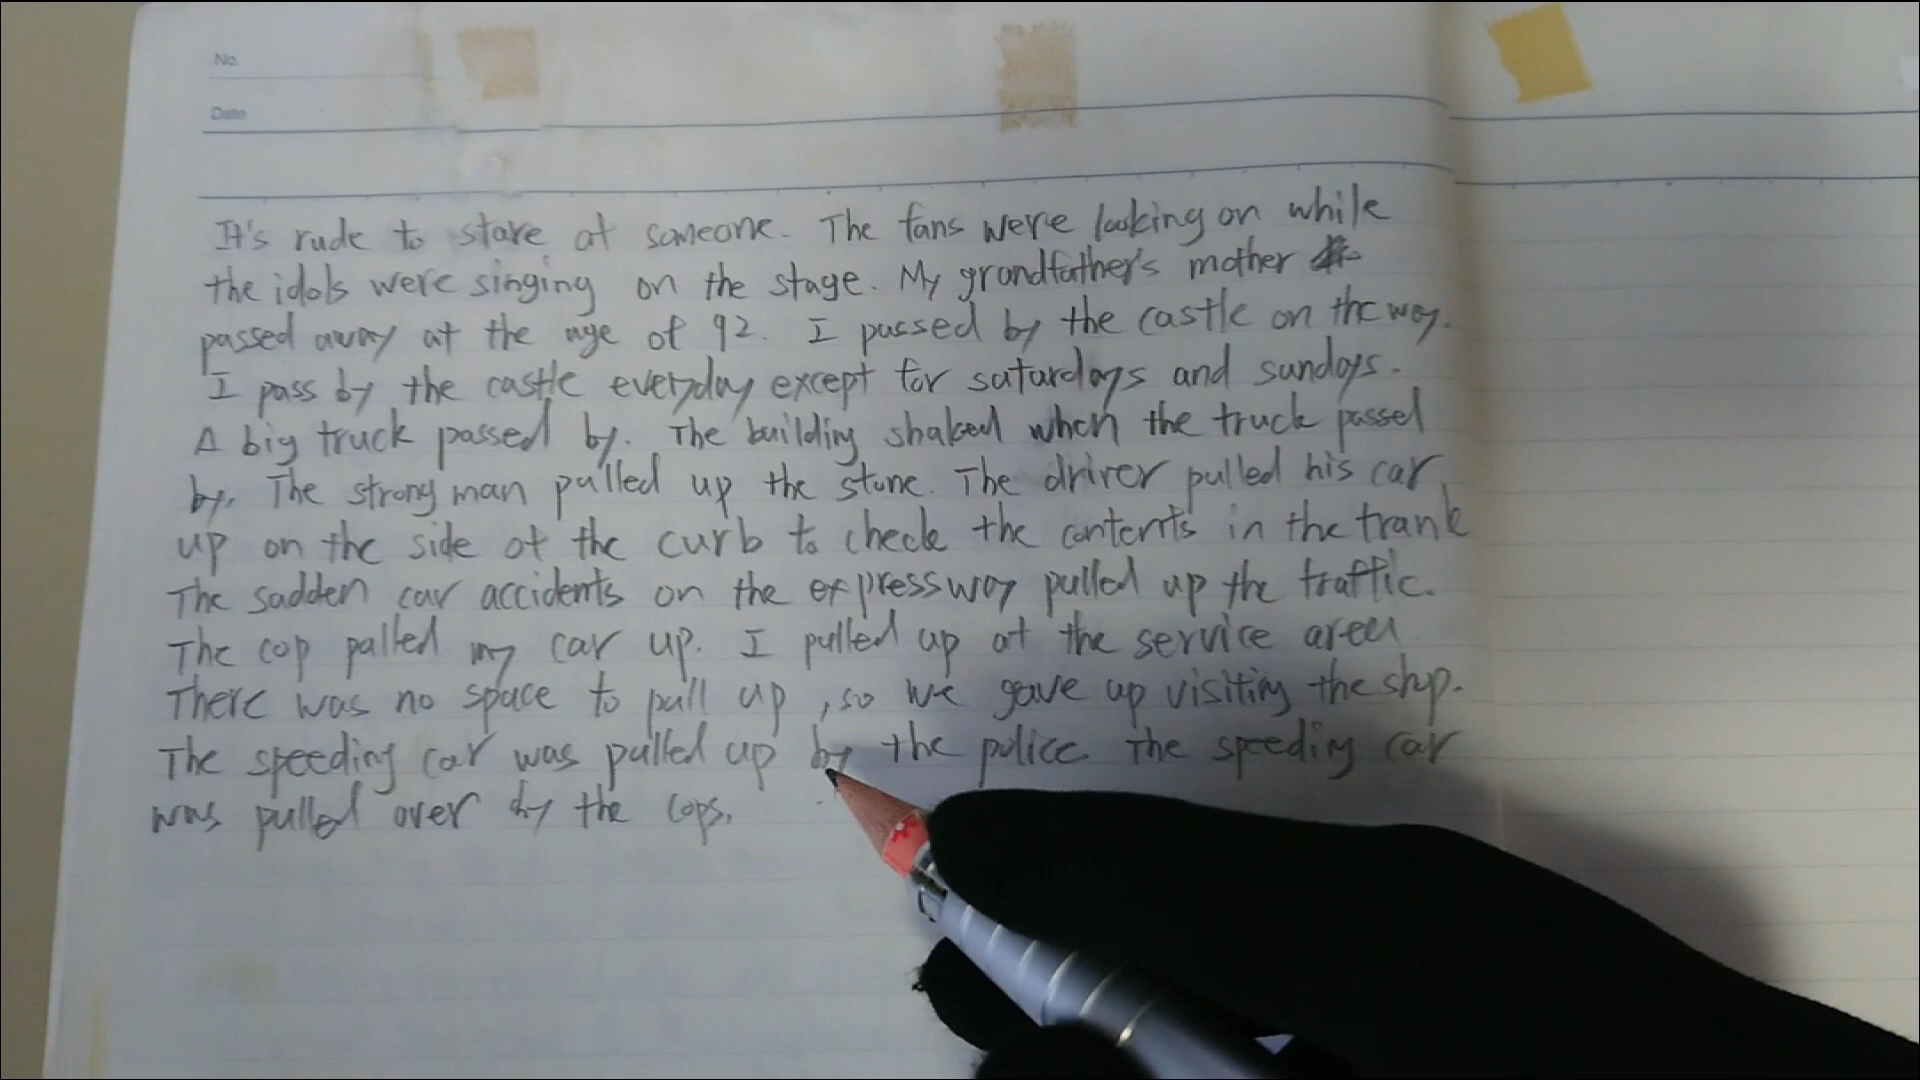 No.
Date
It's rude to stare at someone. The fans were looking on while
the idols were singing on the stage. My grandfather's mother
passed away at the age of 92. I passed by the castle on the way.
I pass by the castle everyday except for saturdays and sundays.
A big truck passed by. The building shaked when the truck passed
by. The strong man pulled up the stone. The driver pulled his car
up on the side of the curb to check the contents in the trank
The sadden car accidents on the expressway pulled up the traffic.
The cop pulled my car up. I pulled up at the service area
There was no space to pull up, so we gave up visiting the shop.
The speeding car was pulled up by the police. The speeding car
was pulled over by the cops.